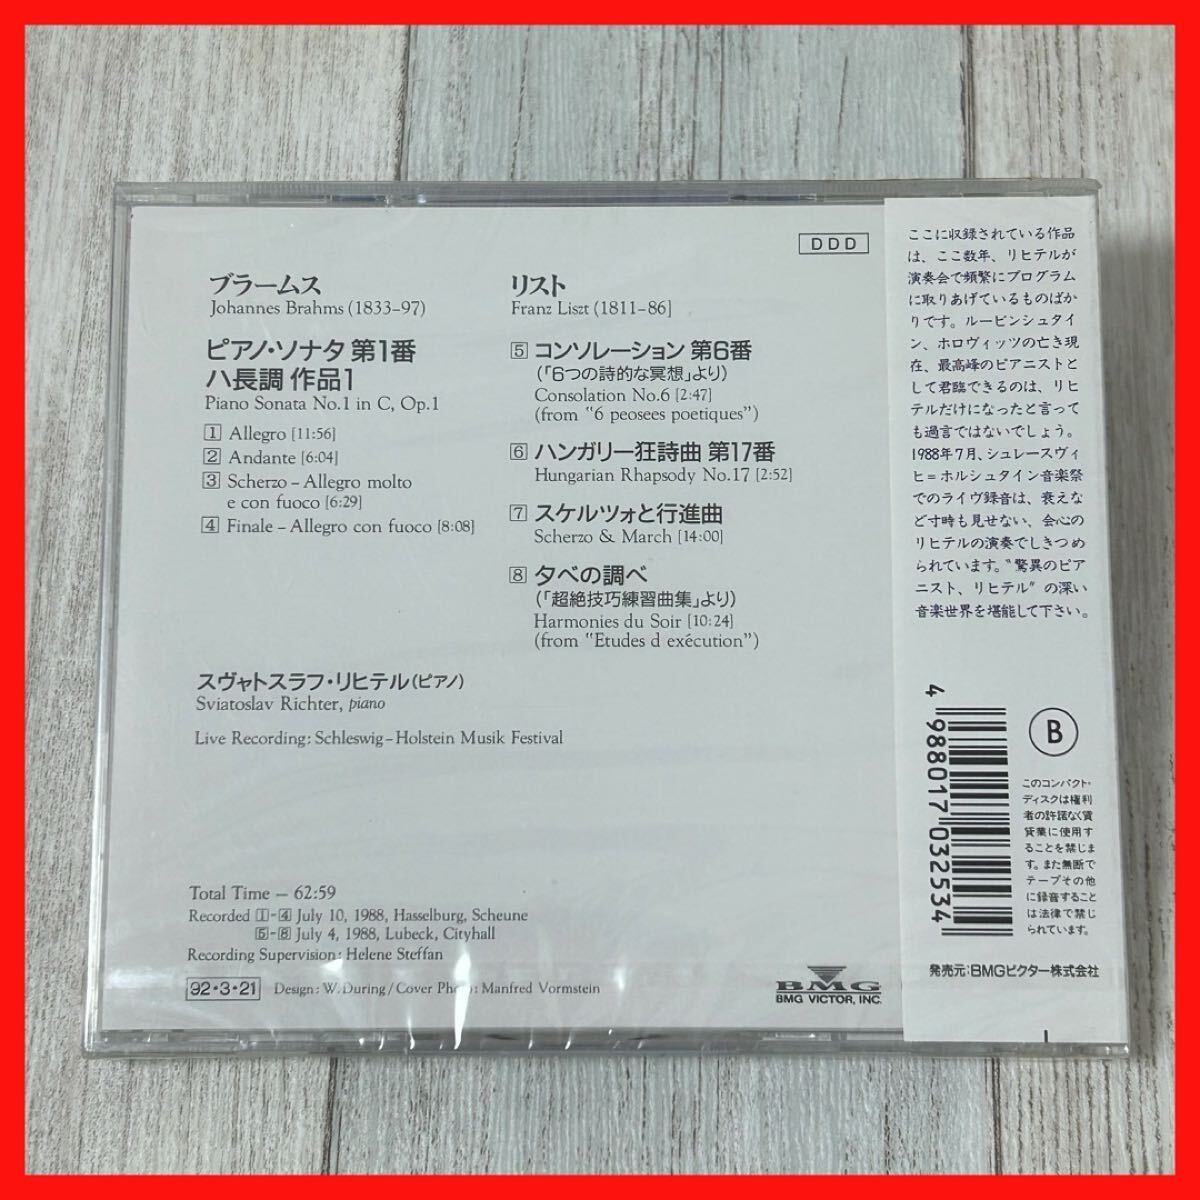 DDD
ブラームス
Johannes Brahms (1833-97)
ピアノ・ソナタ 第1番
ハ長調 作品1
Piano Sonata No.1 in C, Op.1
1 Allegro [11:56]
2 Andante [6:04]
3 Scherzo - Allegro molto
e con fuoco [6:29]
4 Finale - Allegro con fuoco [8:08]
リスト
Franz Liszt (1811-86]
5 コンソレーション 第6番
(「6つの詩的な冥想」より)
Consolation No.6 [2:47]
(from "6 peosees poetiques")
6 ハンガリー狂詩曲 第17番
Hungarian Rhapsody No.17 [2:52]
7 スケルツォと行進曲
Scherzo & March [14:00]
8 夕べの調べ
(「超絶技巧練習曲集」より)
Harmonies du Soir [10:24]
(from "Etudes d exécution")
スヴャトスラフ・リヒテル(ピアノ)
Sviatoslav Richter, piano
Live Recording: Schleswig-Holstein Musik Festival
Total Time — 62:59
Recorded 1-4 July 10, 1988, Hasselburg, Scheune
5-8 July 4, 1988, Lubeck, Cityhall
Recording Supervision: Helene Steffan
92・3・21 Design: W. During / Cover Photo: Manfred Vormstein
BMG
BMG VICTOR, INC.
ここに収録されている作品
は、ここ数年、リヒテルが
演奏会で頻繁にプログラム
に取りあげているものばか
りです。ルービンシュタイ
ン、ホロヴィッツの亡き現
在、最高峰のピアニストと
して君臨できるのは、リヒ
テルだけになったと言って
も過言ではないでしょう。
1988年7月、シュレースヴィ
ヒ＝ホルシュタイン音楽祭
でのライヴ録音は、衰えな
ど寸時も見せない、会心の
リヒテルの演奏でしきつめ
られています。"驚異のピア
ニスト、リヒテル"の深い
音楽世界を堪能して下さい。
4 988017 032534
B
このコンパクト・
ディスクは権利
者の許諾なく賃
貸業に使用す
ることを禁じま
す。また無断で
テープその他
に録音すること
は法律で禁じ
られています。
発売元:BMGビクター株式会社